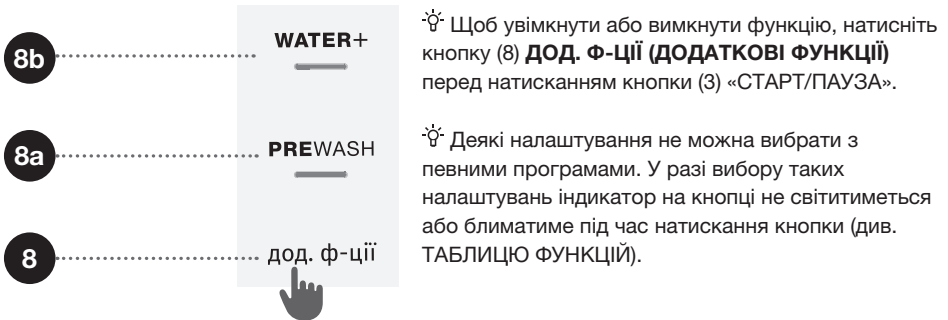 8b
WATER+
8a
PREWASH
8
дод. ф-ції
Щоб увімкнути або вимкнути функцію, натисніть
кнопку (8) ДОД. Ф-ЦІЇ (ДОДАТКОВІ ФУНКЦІЇ)
перед натисканням кнопки (3) «СТАРТ/ПАУЗА».
Деякі налаштування не можна вибрати з
певними програмами. У разі вибору таких
налаштувань індикатор на кнопці не світитиметься
або блиматиме під час натискання кнопки (див.
ТАБЛИЦЮ ФУНКЦІЙ).